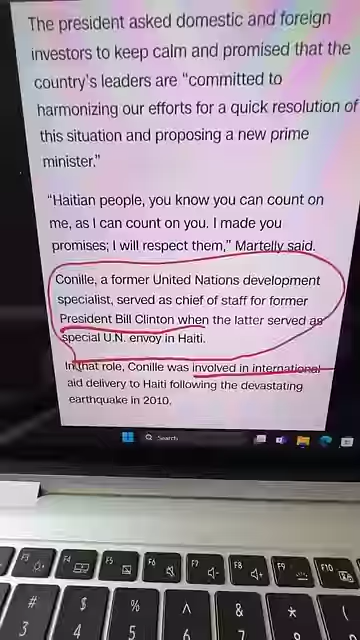 The president asked domestic and foreign
investors to keep calm and promised that the
country's leaders are "committed to
harmonizing our efforts for a quick resolution of
this situation and proposing a new prime
minister."
"Haitian people, you know you can count on
me, as I can count on you. I made you
promises; I will respect them," Martelly said.
Conille, a former United Nations development
specialist, served as chief of staff for former
President Bill Clinton when the latter served as
special U.N. envoy in Haiti.
In that role, Conille was involved in international
aid delivery to Haiti following the devastating
earthquake in 2010.
Search
F3 F4 F5 F6 F7 F8 F9 F10
# $ % ^ & * (
3 4 5 6 7 8